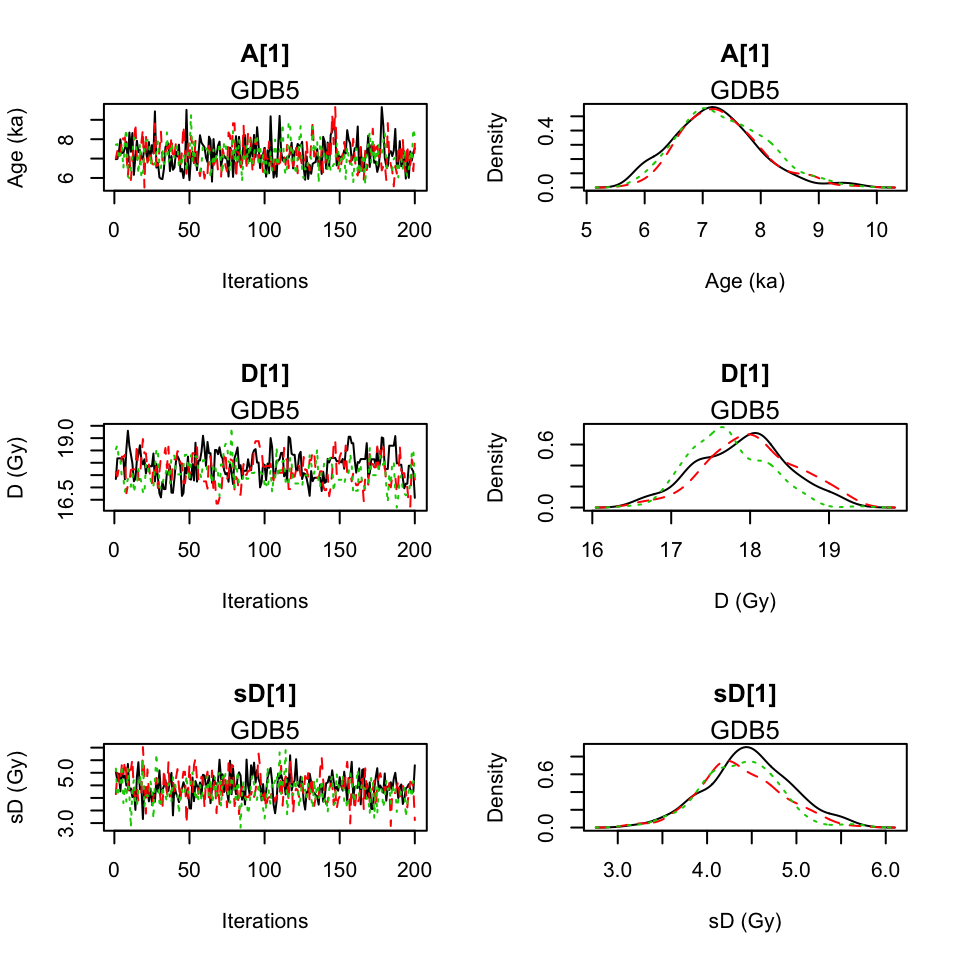 A[1]
GDB5
Age (ka)
8
6
0 50 100 150 200
Iterations
A[1]
GDB5
Density
0.4
0.0
5 6 7 8 9 10
Age (ka)
D[1]
GDB5
D (Gy)
19.0
16.5
0 50 100 150 200
Iterations
D[1]
GDB5
Density
0.6
0.0
16 17 18 19
D (Gy)
sD[1]
GDB5
sD (Gy)
5.0
3.0
0 50 100 150 200
Iterations
sD[1]
GDB5
Density
0.6
0.0
3.0 4.0 5.0 6.0
sD (Gy)